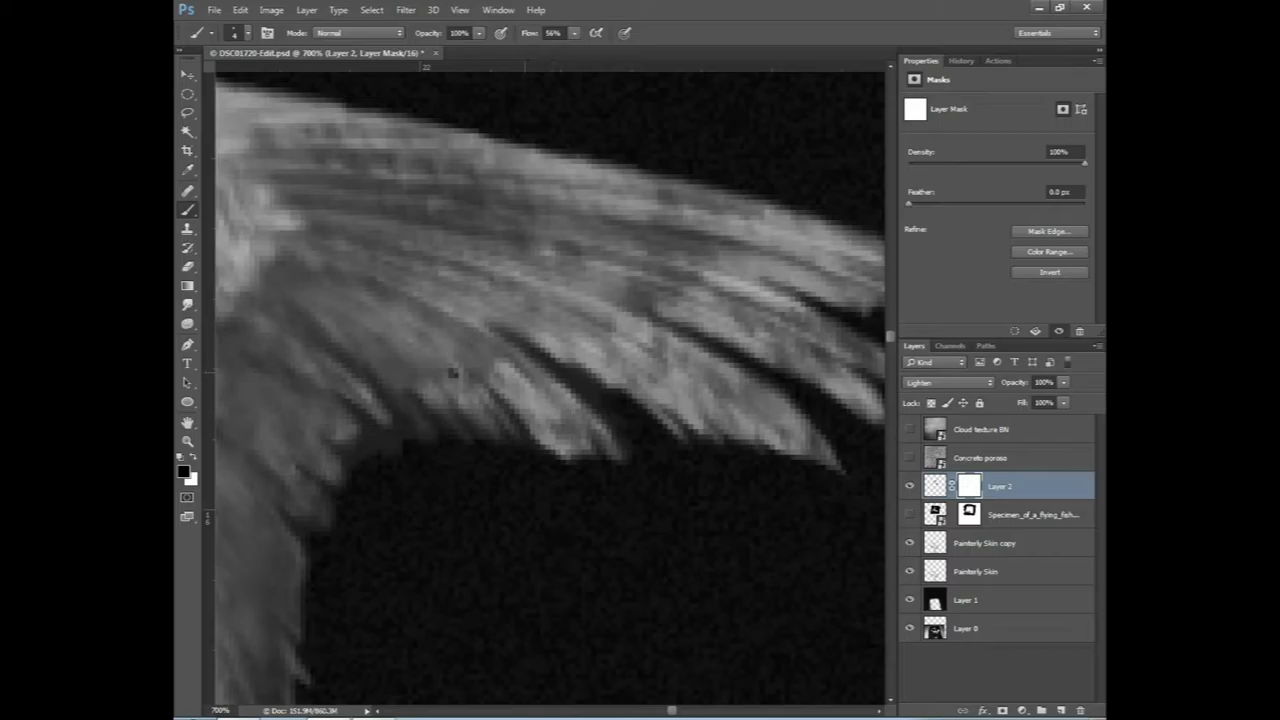 Ps File Edit Image Layer Type Select Filter 3D View Window Help
4 Mode: Normal Opacity: 100% Flow: 56% Essentials
© DSC01720-Edit.psd @ 700% (Layer 2, Layer Mask/16) * ×
22
Properties History Actions
Masks
Layer Mask
Density: 100%
Feather: 0.0 px
Refine: Mask Edge...
Color Range...
Invert
Layers Channels Paths
Kind
Lighten Opacity: 100%
Lock: Fill: 100%
Cloud texture BN
Concreto poroso
Layer 2
Specimen_of_a_flying_fish...
Painterly Skin copy
Painterly Skin
Layer 1
Layer 0
700% Doc: 151.9M/860.3M